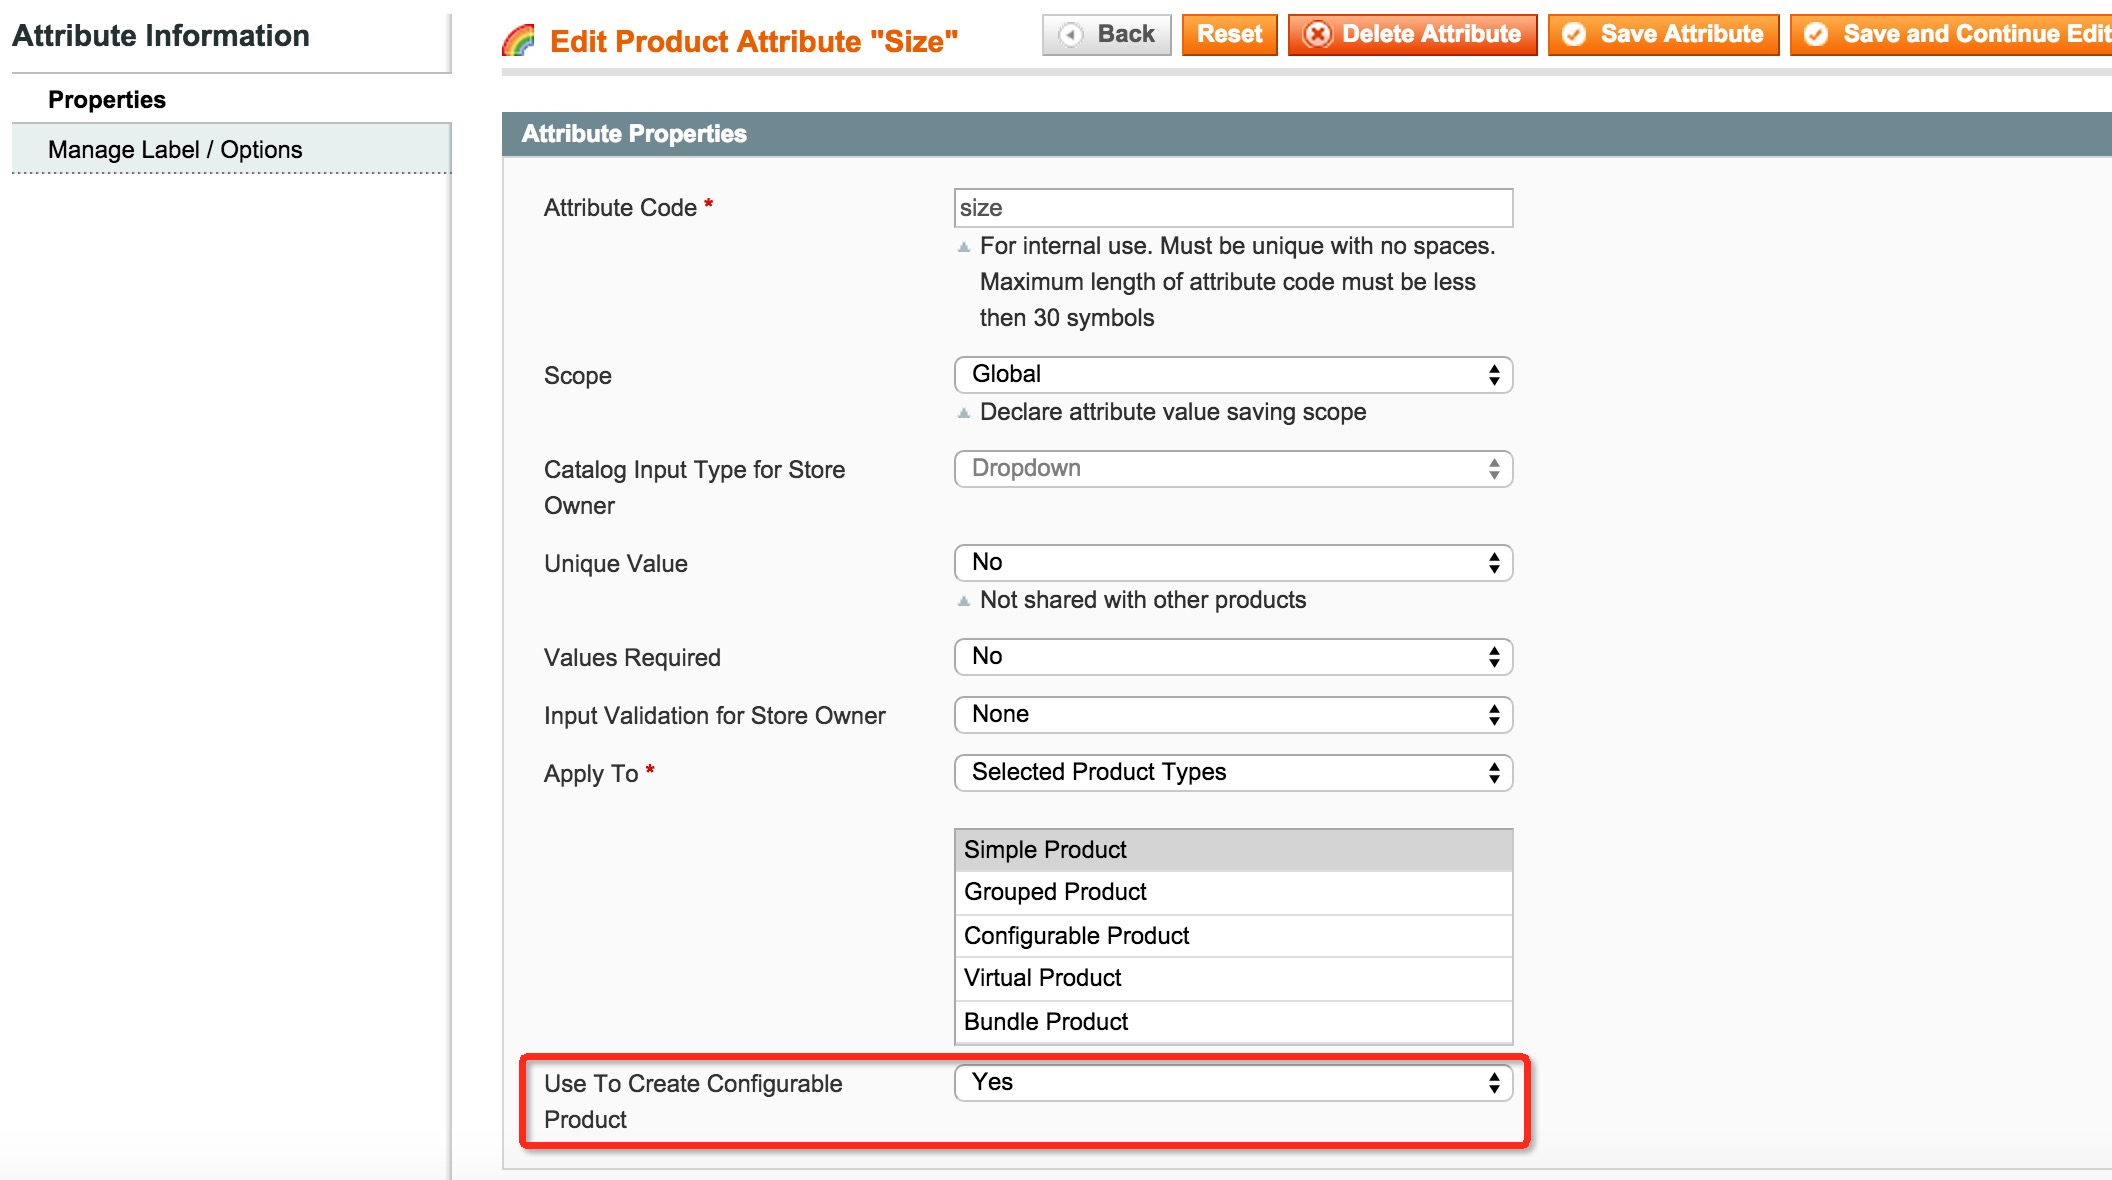 Attribute Information
Properties
Manage Label / Options
Edit Product Attribute "Size"
Back
Reset
Delete Attribute
Save Attribute
Save and Continue Edit
Attribute Properties
Attribute Code *
size
For internal use. Must be unique with no spaces.
Maximum length of attribute code must be less
then 30 symbols
Scope
Global
Declare attribute value saving scope
Catalog Input Type for Store
Owner
Dropdown
Unique Value
No
Not shared with other products
Values Required
No
Input Validation for Store Owner
None
Apply To *
Selected Product Types
Simple Product
Grouped Product
Configurable Product
Virtual Product
Bundle Product
Use To Create Configurable
Product
Yes